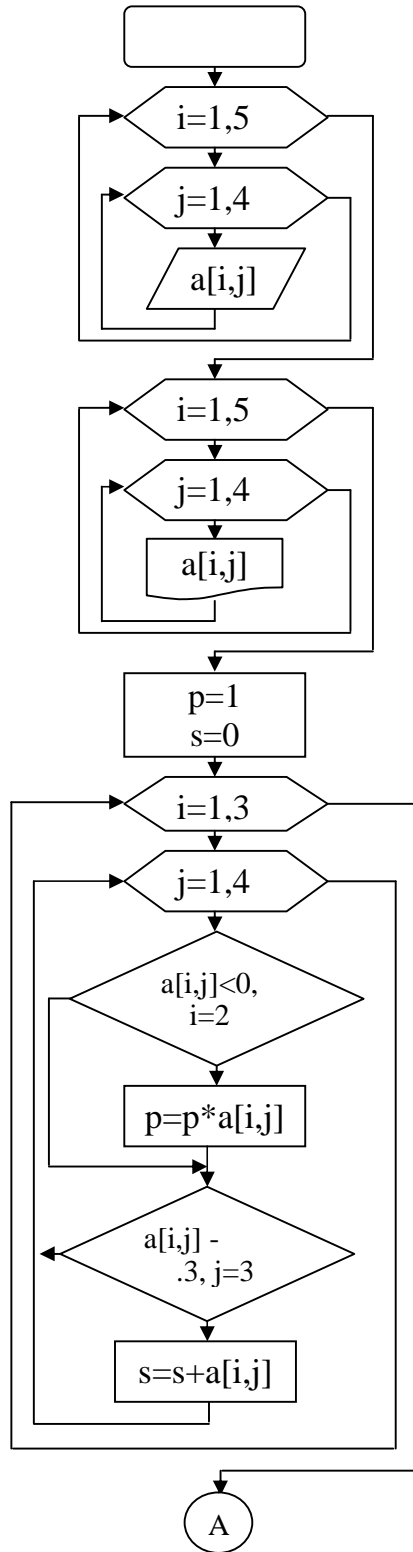 i=1,5
j=1,4
a[i,j]
i=1,5
j=1,4
a[i,j]
p=1
s=0
i=1,3
j=1,4
a[i,j]<0,
i=2
p=p*a[i,j]
a[i,j] -
.3, j=3
s=s+a[i,j]
A